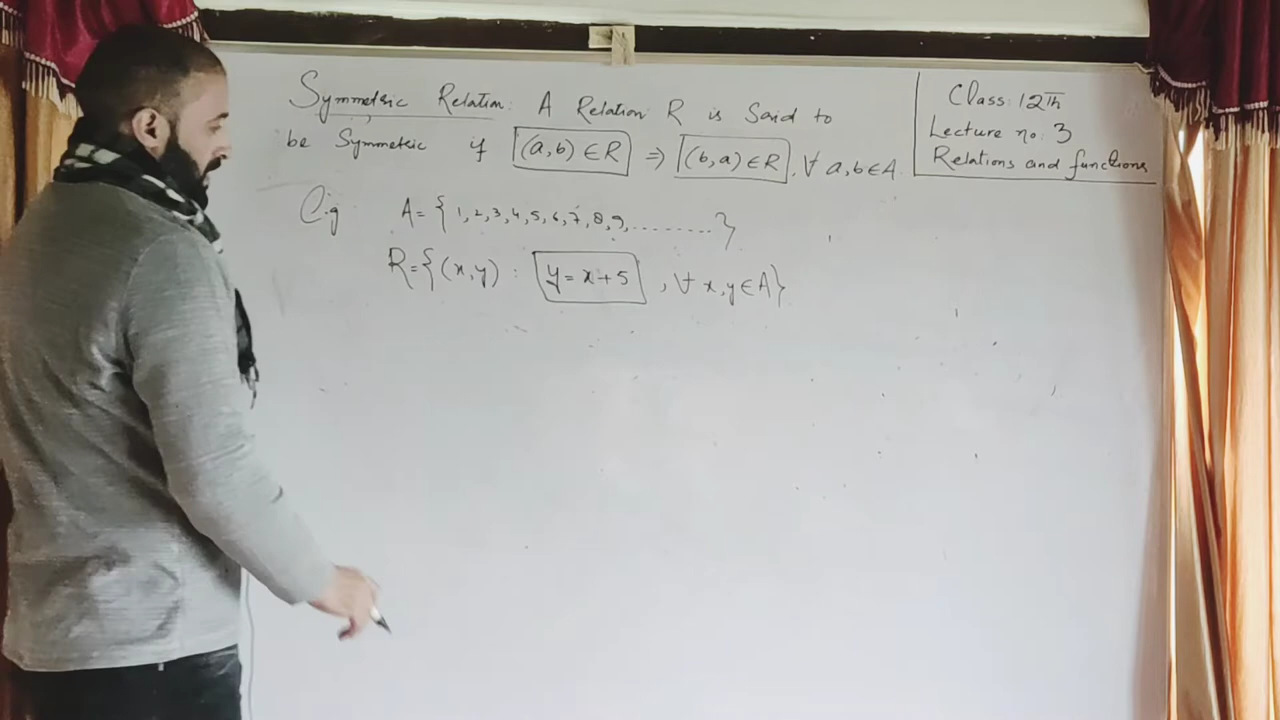 Symmetric Relation: A Relation R is Said to
be Symmetric if (a,b) ∈ R ⇒ (b,a) ∈ R, ∀ a,b ∈ A.
Class: 12th
Lecture no: 3
Relations and functions
Eig A = { 1,2,3,4,5,6,7,8,9,.........}
R = {(x,y) : y = x+5 , ∀ x,y ∈ A}